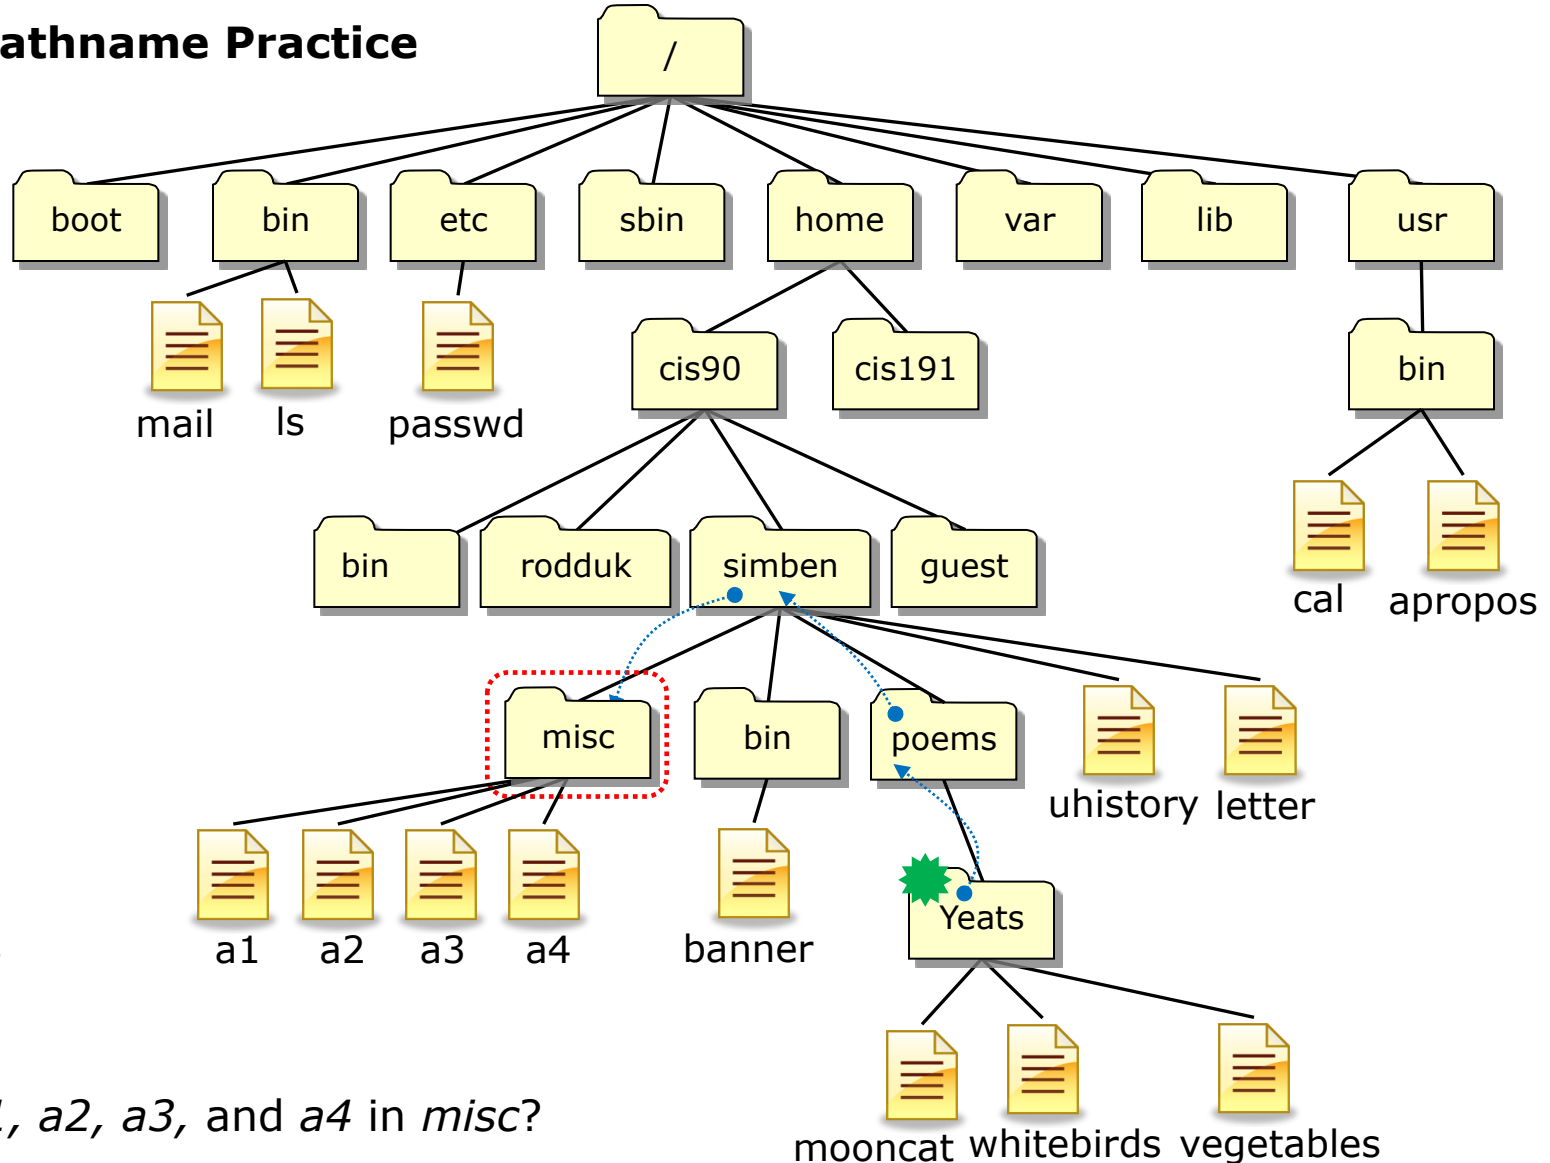 athname Practice
/
boot bin etc sbin home var lib usr
cis90 cis191 bin
mail ls passwd
bin rodduk simben guest
cal apropos
misc bin poems
uhistory letter
Yeats
a1 a2 a3 a4 banner
, a2, a3, and a4 in misc?
mooncat whitebirds vegetables